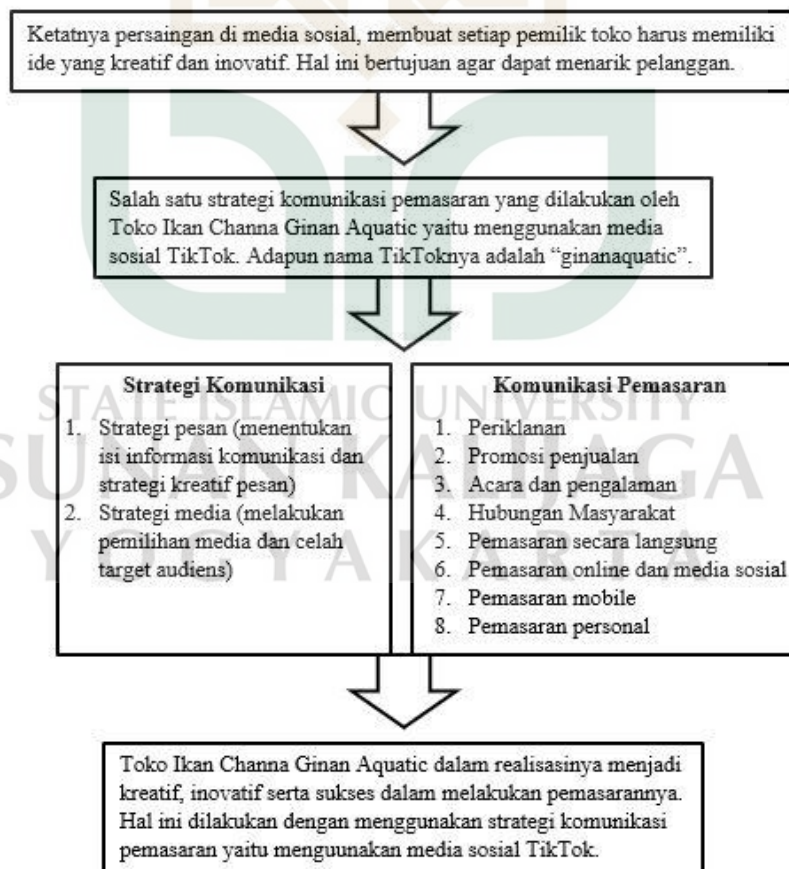 Ketatnya persaingan di media sosial, membuat setiap pemilik toko harus memiliki
ide yang kreatif dan inovatif. Hal ini bertujuan agar dapat menarik pelanggan.
Salah satu strategi komunikasi pemasaran yang dilakukan oleh
Toko Ikan Channa Ginan Aquatic yaitu menggunakan media
sosial TikTok. Adapun nama TikToknya adalah “ginanaquatic”.
Strategi Komunikasi
1. Strategi pesan (menentukan
isi informasi komunikasi dan
strategi kreatif pesan)
2. Strategi media (melakukan
pemilihan media dan celah
target audiens)
Komunikasi Pemasaran
1. Periklanan
2. Promosi penjualan
3. Acara dan pengalaman
4. Hubungan Masyarakat
5. Pemasaran secara langsung
6. Pemasaran online dan media sosial
7. Pemasaran mobile
8. Pemasaran personal
STATE ISLAMIC UNIVERSITY
SUNAN KALIJAGA
YOGYAKARTA
Toko Ikan Channa Ginan Aquatic dalam realisasinya menjadi
kreatif, inovatif serta sukses dalam melakukan pemasarannya.
Hal ini dilakukan dengan menggunakan strategi komunikasi
pemasaran yaitu menguunakan media sosial TikTok.